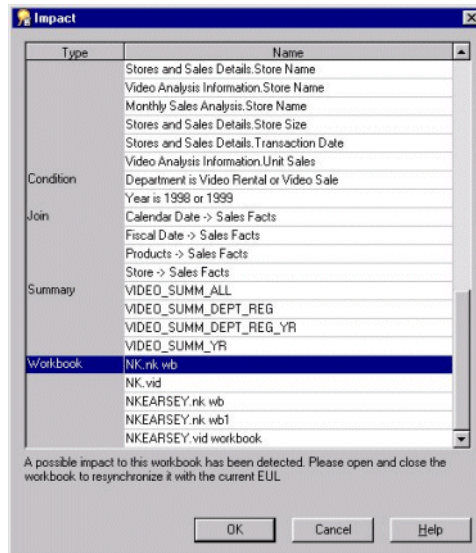 Impact
Type Name
Stores and Sales Details.Store Name
Video Analysis Information.Store Name
Monthly Sales Analysis.Store Name
Stores and Sales Details.Store Size
Stores and Sales Details.Transaction Date
Video Analysis Information.Unit Sales
Condition Department is Video Rental or Video Sale
Year is 1998 or 1999
Join Calendar Date -> Sales Facts
Fiscal Date -> Sales Facts
Products -> Sales Facts
Store -> Sales Facts
Summary VIDEO_SUMM_ALL
VIDEO_SUMM_DEPT_REG
VIDEO_SUMM_DEPT_REG_YR
VIDEO_SUMM_YR
Workbook NK.nk wb
NK.vid
NKEARSEY.nk wb
NKEARSEY.nk wb1
NKEARSEY.vid workbook
A possible impact to this workbook has been detected. Please open and close the
workbook to resynchronize it with the current EUL
OK Cancel Help